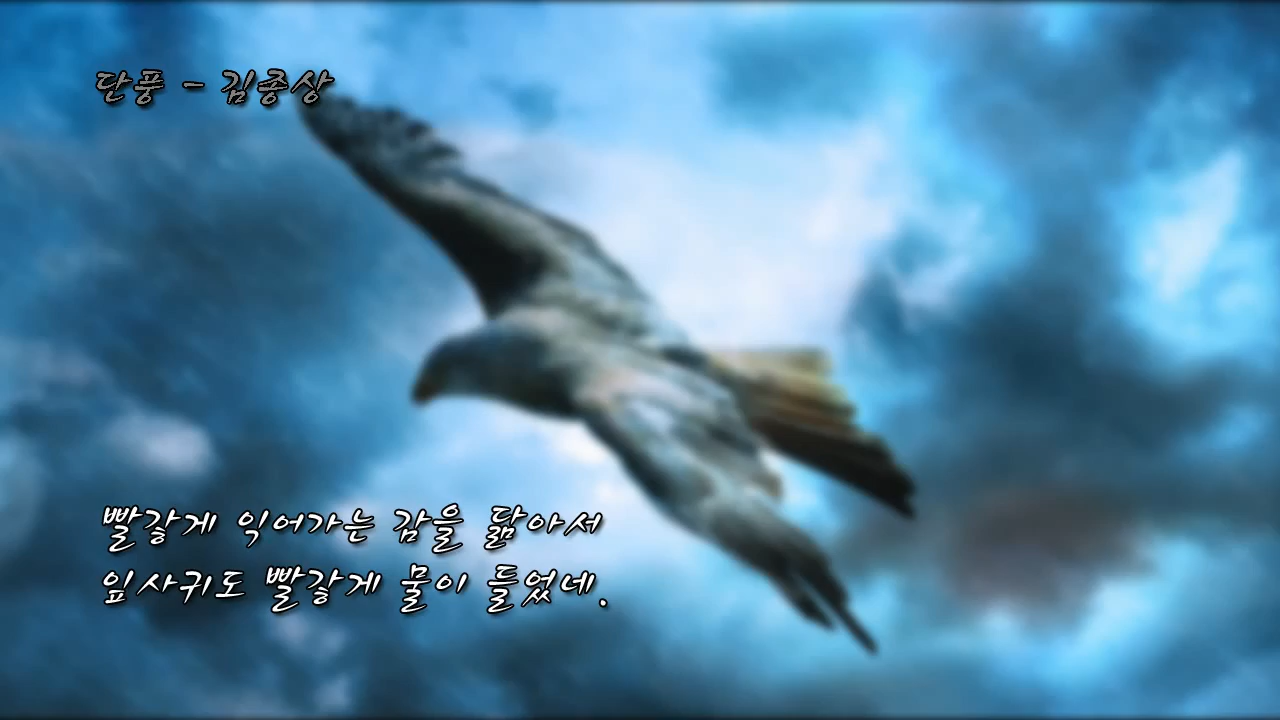 단풍 - 김종상
빨갛게 익어가는 감을 닮아서
잎사귀도 빨갛게 물이 들었네.